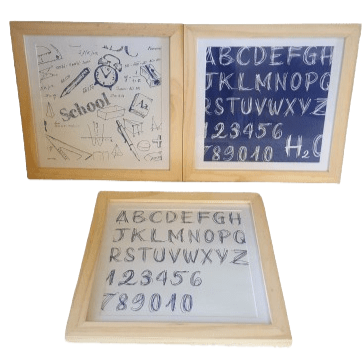 School
ABCDEFGH
JKLMNOPQ
RSTUVWXYZ
123456
789010
H₂O
ABCDEFGH
JKLMNOPQ
RSTUVWXYZ
123456
789010